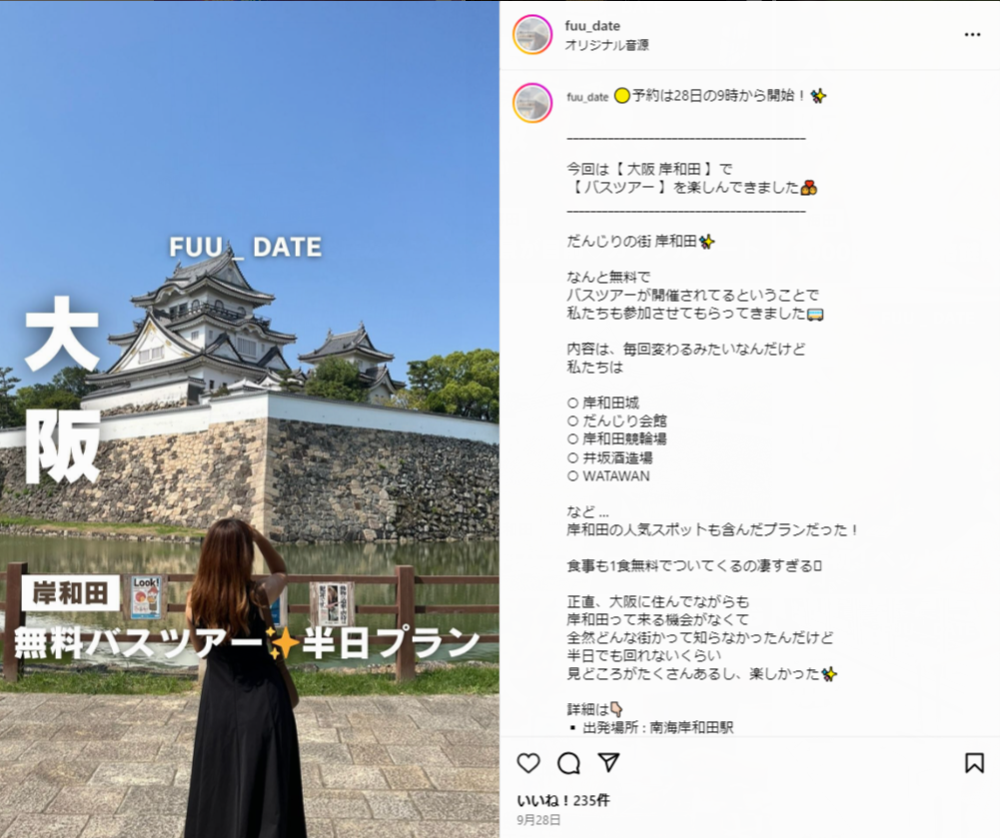 FUU _ DATE
大
阪
Look!
岸和田
無料バスツアー✨半日プラン
fuu_date
オリジナル音源
fuu_date 🟡予約は28日の9時から開始！✨
今回は【 大阪 岸和田 】で
【 バスツアー 】を楽しんできました💑
だんじりの街 岸和田✨
なんと無料で
バスツアーが開催されてるということで
私たちも参加させてもらってきました🚌
内容は、毎回変わるみたいなんだけど
私たちは
○ 岸和田城
○ だんじり会館
○ 岸和田競輪場
○ 井坂酒造場
○ WATAWAN
など ...
岸和田の人気スポットも含んだプランだった！
食事も1食無料でついてくるの凄すぎる
正直、大阪に住んでながらも
岸和田って来る機会がなくて
全然どんな街かって知らなかったんだけど
半日でも回れないくらい
見どころがたくさんあるし、楽しかった✨
詳細は👇🏻
▪ 出発場所 : 南海岸和田駅
いいね！235件
9月28日